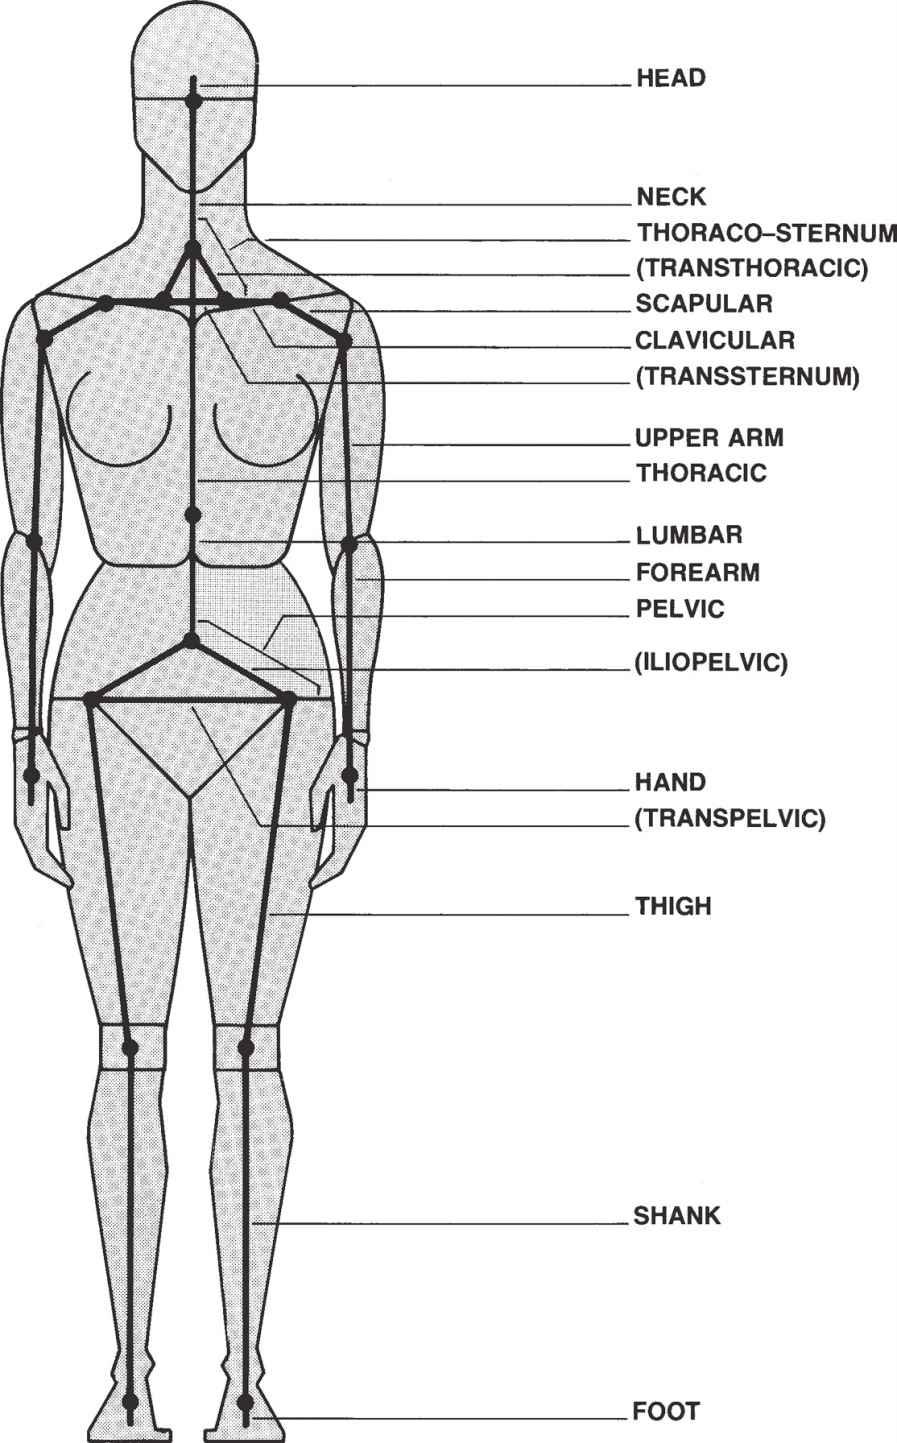 HEAD
NECK
THORACO–STERNUM
(TRANSTHORACIC)
SCAPULAR
CLAVICULAR
(TRANSSTERNUM)
UPPER ARM
THORACIC
LUMBAR
FOREARM
PELVIC
(ILIOPELVIC)
HAND
(TRANSPELVIC)
THIGH
SHANK
FOOT